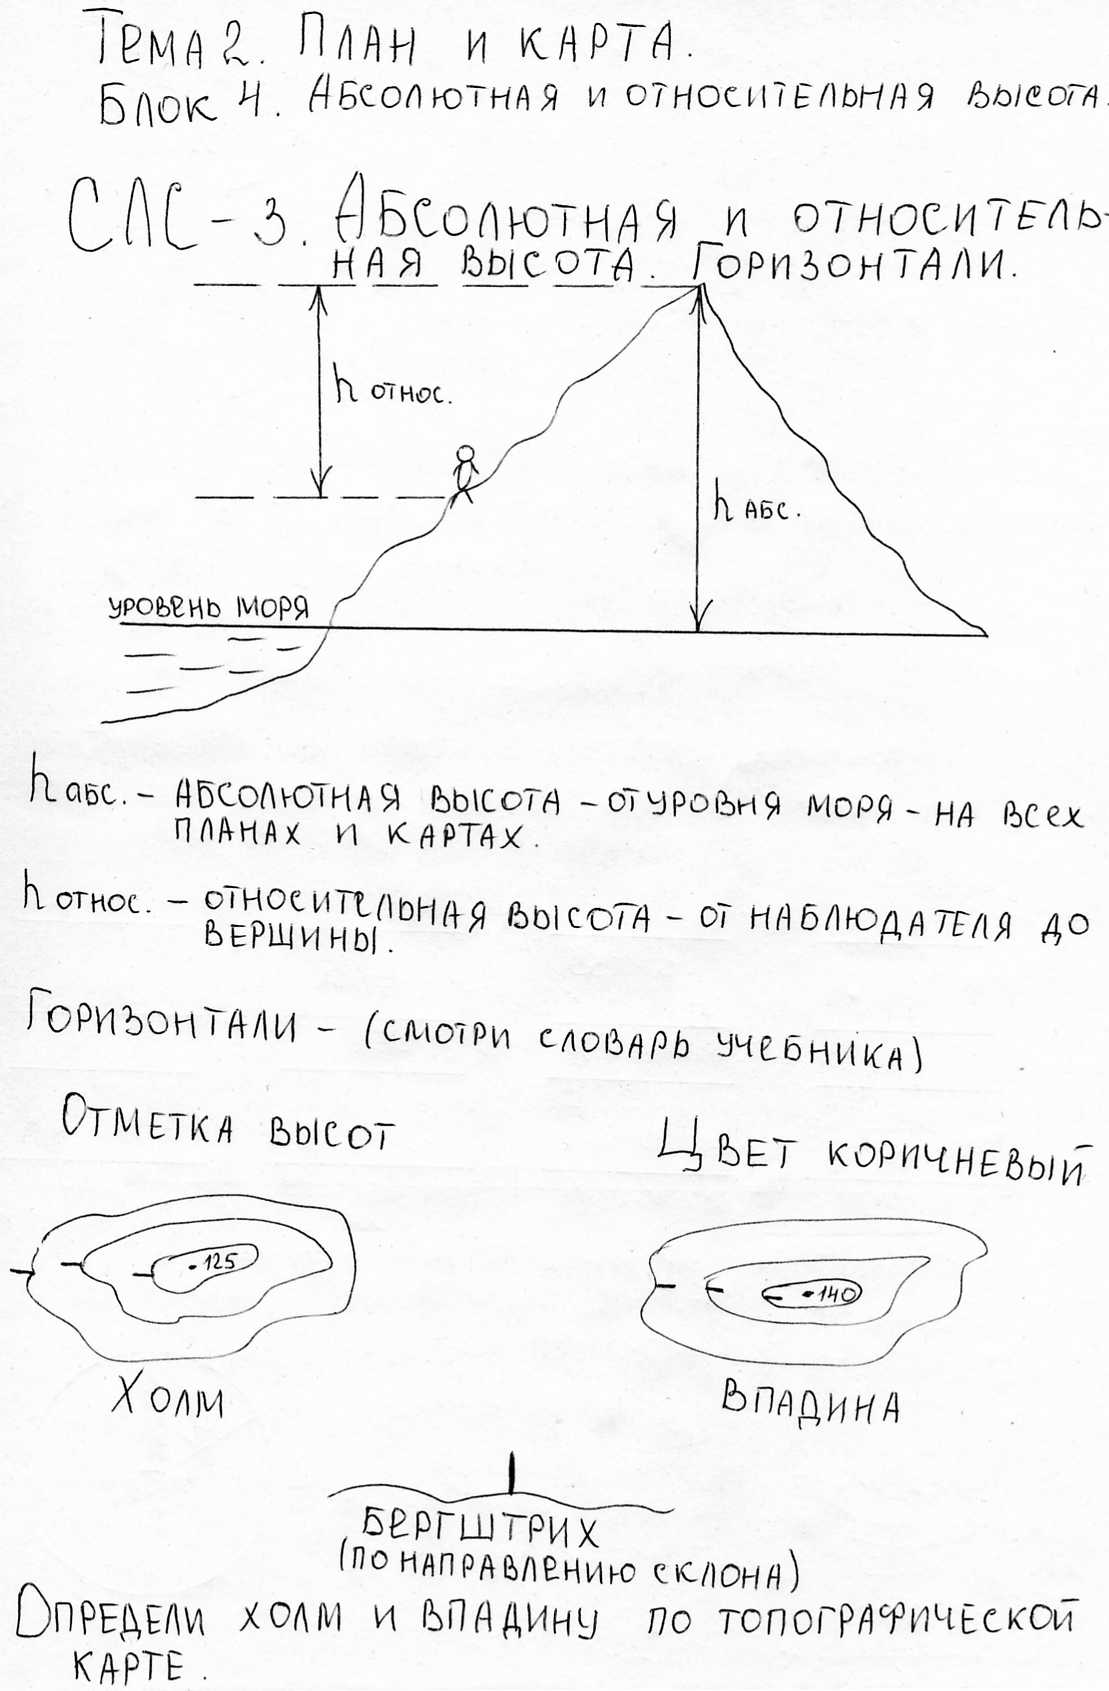 Тема 2. План и карта.
Блок 4. Абсолютная и относительная высота.
СЛС-3. Абсолютная и относитель-
ная высота. Горизонтали.
h относ.
h абс.
уровень моря
h абс. – абсолютная высота – от уровня моря – на всех
планах и картах.
h относ. – относительная высота – от наблюдателя до
вершины.
Горизонтали – (смотри словарь учебника)
Отметка высот
Цвет коричневый
125
140
Холм
Впадина
Бергштрих
(по направлению склона)
Определи холм и впадину по топографической
карте.